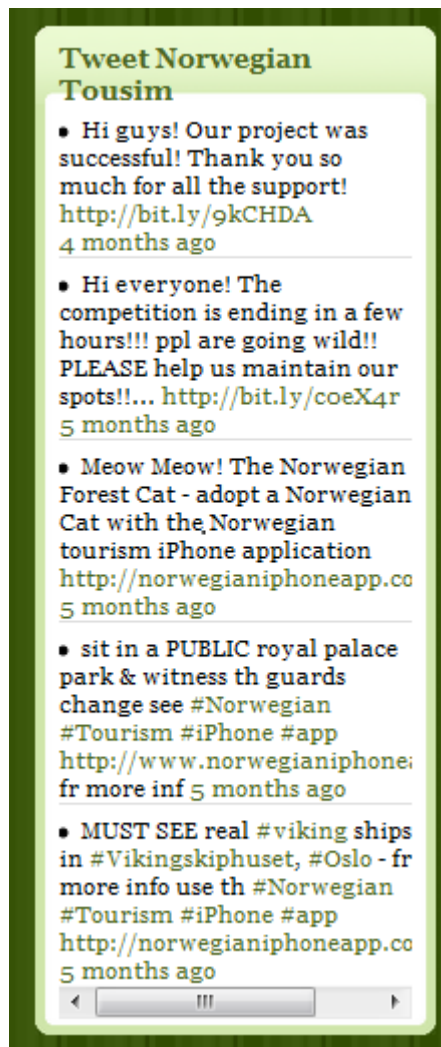 Tweet Norwegian
Tousim
• Hi guys! Our project was
successful! Thank you so
much for all the support!
http://bit.ly/9kCHDA
4 months ago
• Hi everyone! The
competition is ending in a few
hours!!! ppl are going wild!!
PLEASE help us maintain our
spots!!... http://bit.ly/coeX4r
5 months ago
• Meow Meow! The Norwegian
Forest Cat - adopt a Norwegian
Cat with the Norwegian
tourism iPhone application
http://norwegianiphoneapp.co
5 months ago
• sit in a PUBLIC royal palace
park & witness th guards
change see #Norwegian
#Tourism #iPhone #app
http://www.norwegianiphonea
fr more inf 5 months ago
• MUST SEE real #viking ships
in #Vikingskiphuset, #Oslo - fr
more info use th #Norwegian
#Tourism #iPhone #app
http://norwegianiphoneapp.co
5 months ago